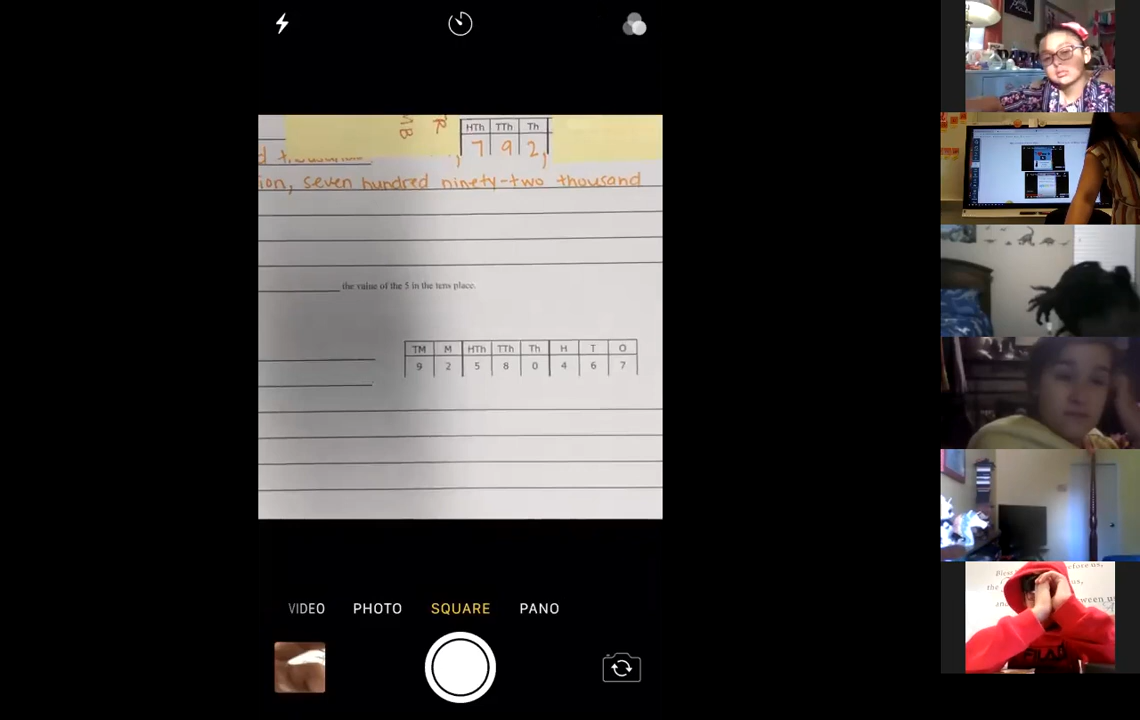 HTh TTh Th
7 9 2,
ion, seven hundred ninety-two thousand
the value of the 5 in the tens place.
TM M HTh TTh Th H T O
9 2 5 8 0 4 6 7
VIDEO PHOTO SQUARE PANO